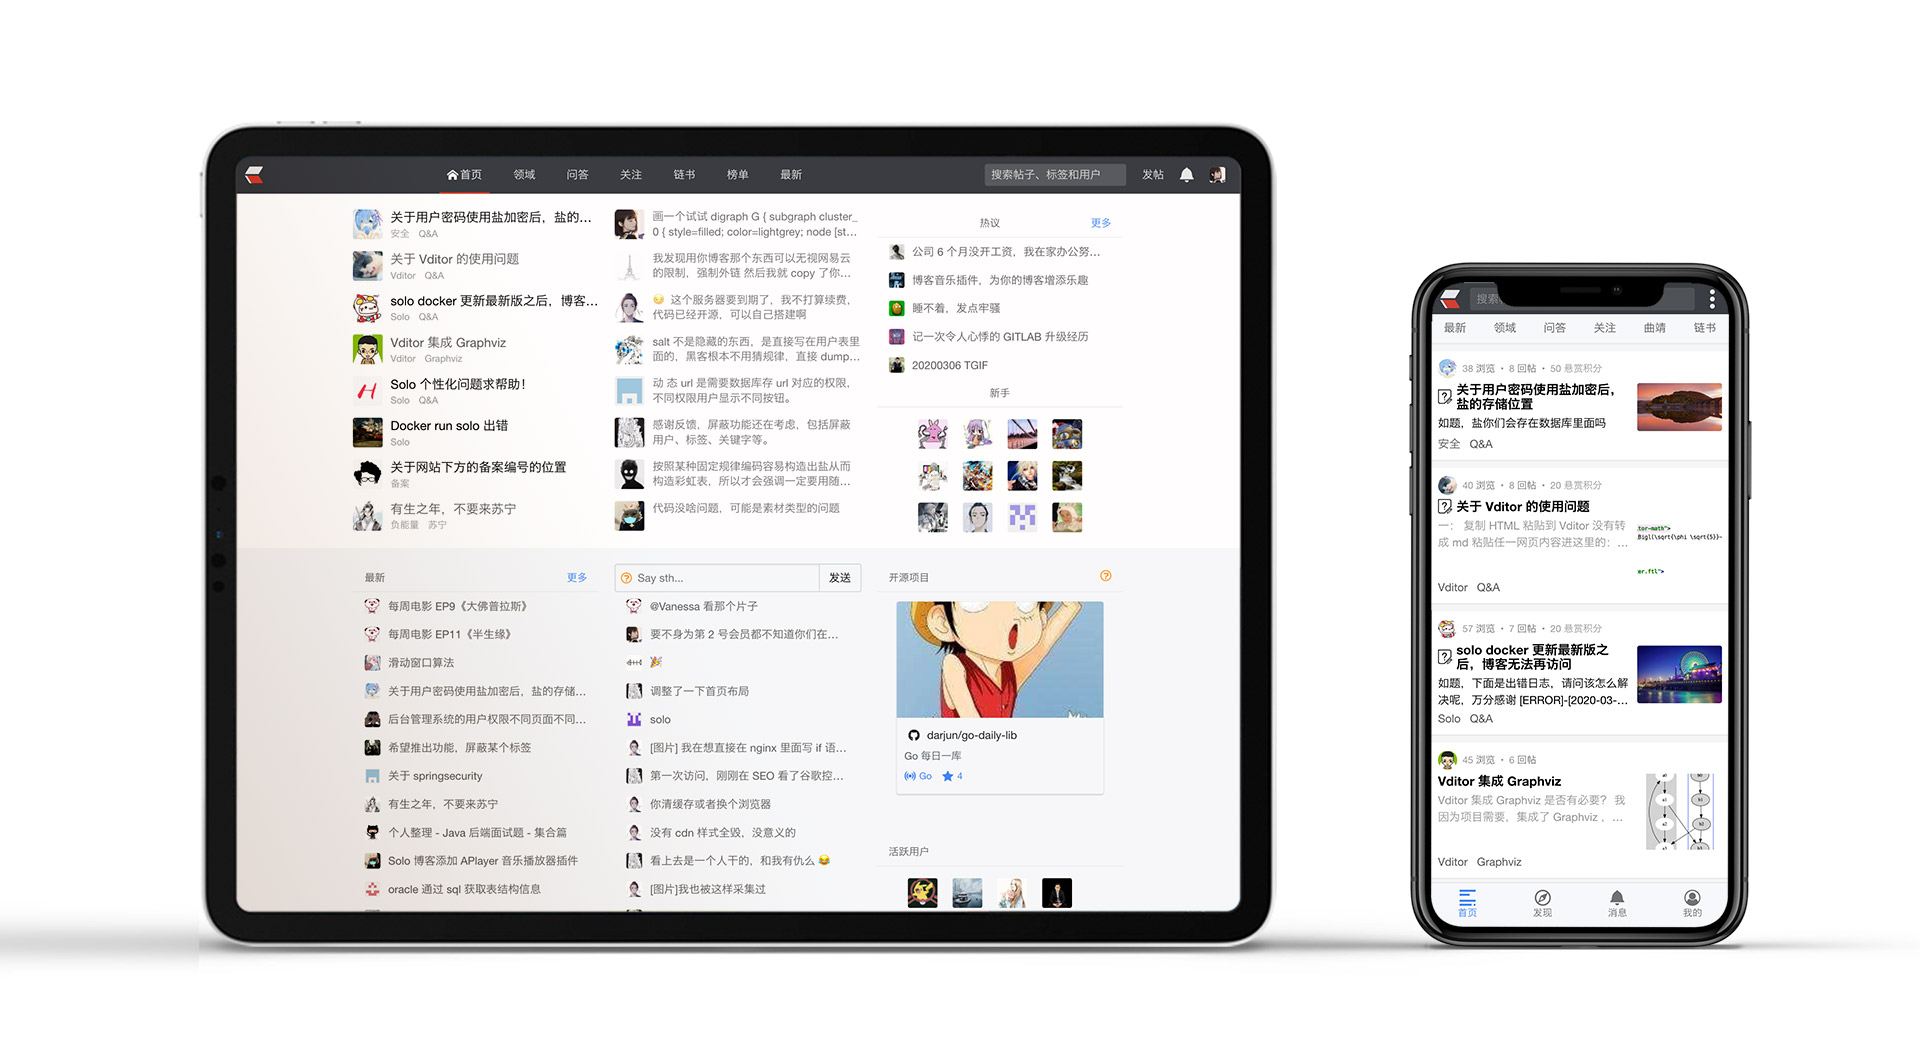 首页
领域
问答
关注
链书
榜单
最新
搜索帖子、标签和用户
发帖
关于用户密码使用盐加密后，盐的...
安全 Q&A
关于 Vditor 的使用问题
Vditor Q&A
solo docker 更新最新版之后，博客...
Solo Q&A
Vditor 集成 Graphviz
Vditor Graphviz
Solo 个性化问题求帮助！
Solo Q&A
Docker run solo 出错
Solo
关于网站下方的备案编号的位置
备案
有生之年，不要来苏宁
负能量 苏宁
画一个试试 digraph G { subgraph cluster_
0 { style=filled; color=lightgrey; node [st...
我发现用你博客那个东西可以无视网易云
的限制，强制外链 然后我就 copy 了你...
😏 这个服务器要到期了，我不打算续费，
代码已经开源，可以自己搭建啊
salt 不是隐藏的东西，是直接写在用户表里
面的，黑客根本不用猜规律，直接 dump...
动 态 url 是需要数据库存 url 对应的权限，
不同权限用户显示不同按钮。
感谢反馈，屏蔽功能还在考虑，包括屏蔽
用户、标签、关键字等。
按照某种固定规律编码容易构造出盐从而
构造彩虹表，所以才会强调一定要用随...
代码没啥问题，可能是素材类型的问题
热议
更多
公司 6 个月没开工资，我在家办公努...
博客音乐插件，为你的博客增添乐趣
睡不着，发点牢骚
记一次令人心悸的 GITLAB 升级经历
20200306 TGIF
新手
最新
更多
每周电影 EP9《大佛普拉斯》
每周电影 EP11《半生缘》
滑动窗口算法
关于用户密码使用盐加密后，盐的存储...
后台管理系统的用户权限不同页面不同...
希望推出功能，屏蔽某个标签
关于 springsecurity
有生之年，不要来苏宁
个人整理 - Java 后端面试题 - 集合篇
Solo 博客添加 APlayer 音乐播放器插件
oracle 通过 sql 获取表结构信息
Say sth...
发送
@Vanessa 看那个片子
要不身为第 2 号会员都不知道你们在...
🎉
调整了一下首页布局
solo
[图片] 我在想直接在 nginx 里面写 if 语...
第一次访问，刚刚在 SEO 看了谷歌控...
你清缓存或者换个浏览器
没有 cdn 样式全毁，没意义的
看上去是一个人干的，和我有仇么 😂
[图片]我也被这样采集过
开源项目
darjun/go-daily-lib
Go 每日一库
Go 4
活跃用户
搜索
最新
领域
问答
关注
曲靖
链书
38 浏览 • 8 回帖 • 50 悬赏积分
关于用户密码使用盐加密后，
盐的存储位置
如题，盐你们会存在数据库里面吗
安全 Q&A
40 浏览 • 8 回帖 • 20 悬赏积分
关于 Vditor 的使用问题
一： 复制 HTML 粘贴到 Vditor 没有转
成 md 粘贴任一网页内容进这里的：...
tor-math">
Bigl(\sqrt{\phi \sqrt{5}}-
er.ftl">
Vditor Q&A
57 浏览 • 7 回帖 • 20 悬赏积分
solo docker 更新最新版之
后，博客无法再访问
如题，下面是出错日志，请问该怎么解
决呢，万分感谢 [ERROR]-[2020-03-...
Solo Q&A
45 浏览 • 6 回帖
Vditor 集成 Graphviz
Vditor 集成 Graphviz 是否有必要？ 我
因为项目需要，集成了 Graphviz ，...
Vditor Graphviz
首页
发现
消息
我的